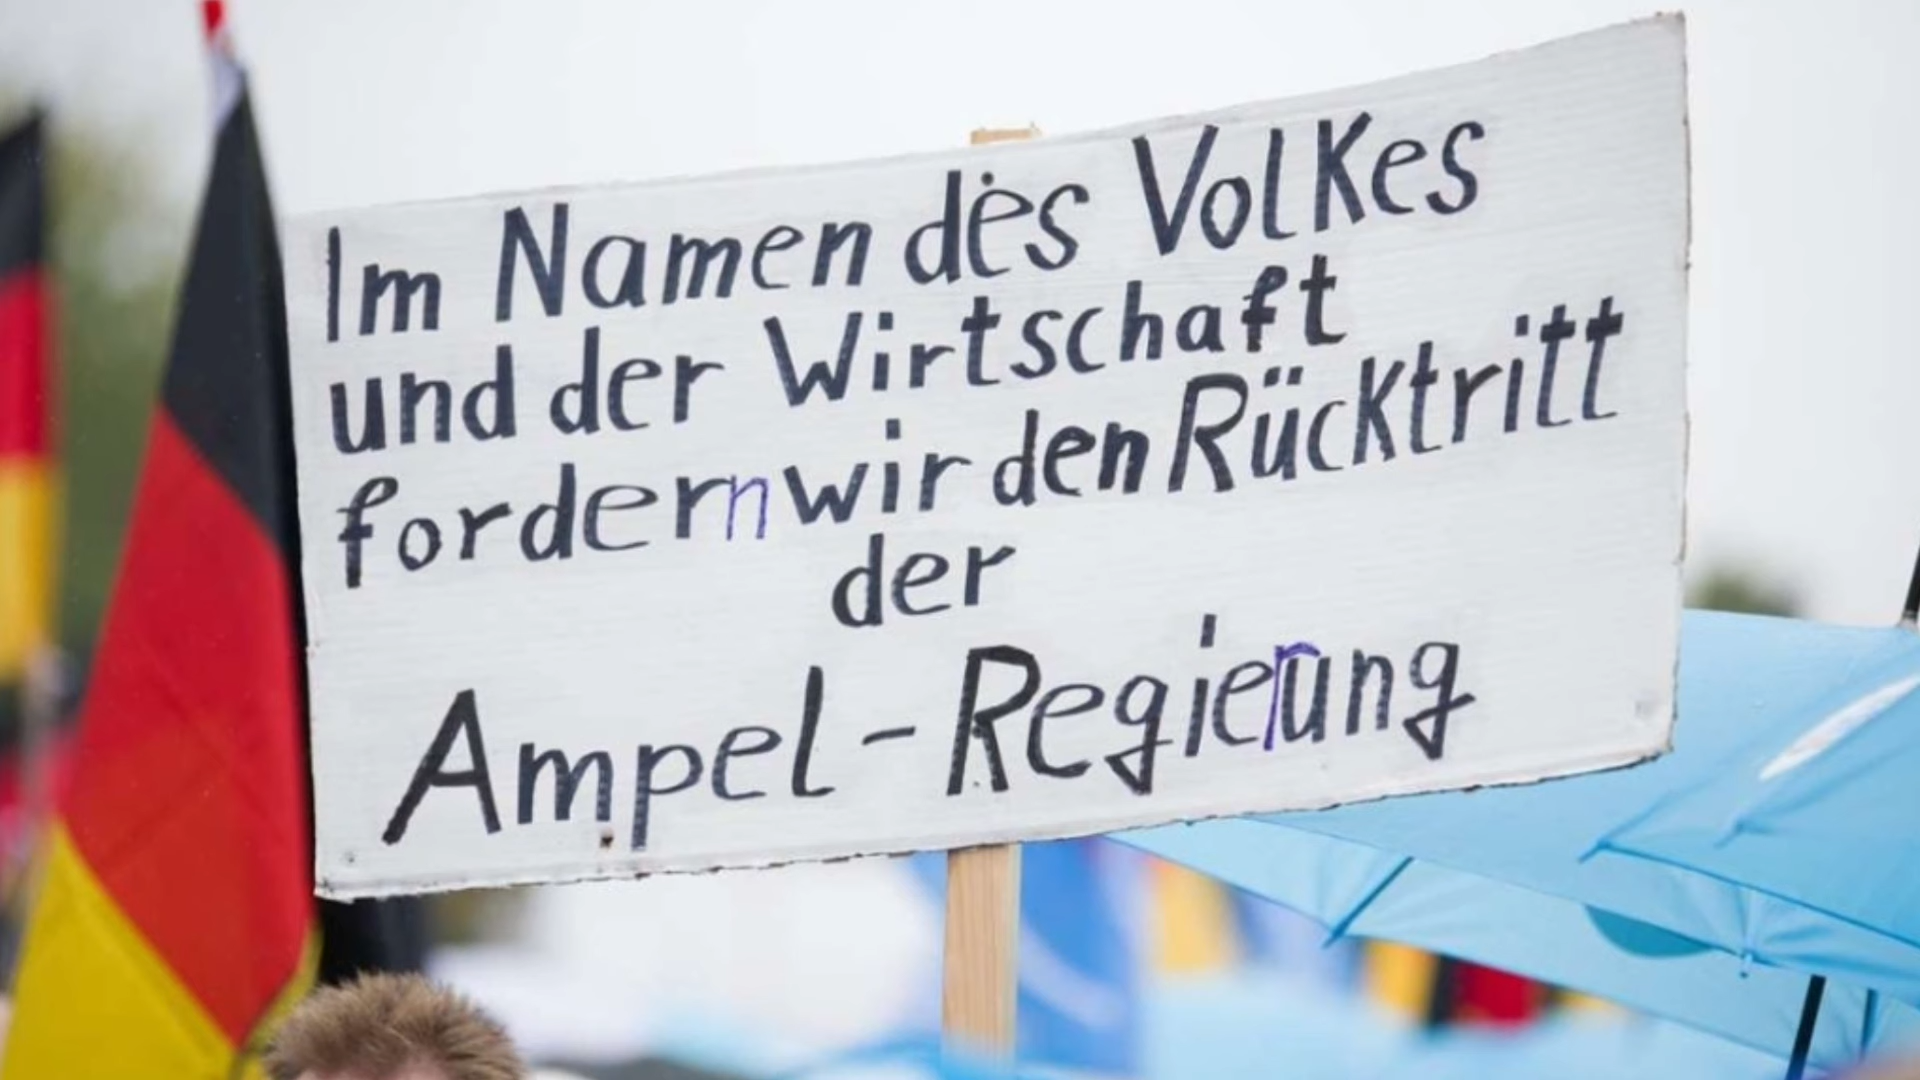 Im Namen des Volkes
und der Wirtschaft
fordern wir den Rücktritt
der
Ampel-Regierung